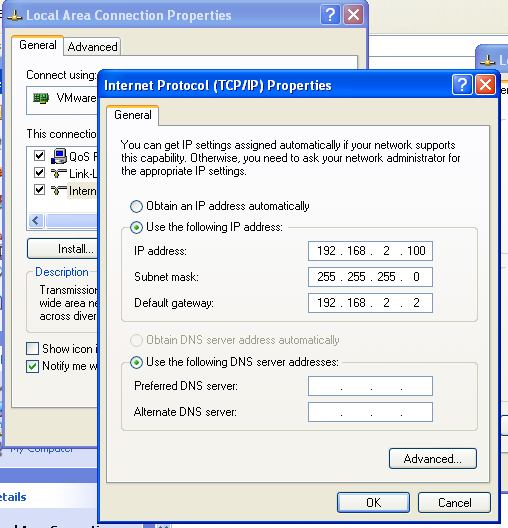 Local Area Connection Properties
General
Advanced
Connect using:
VMware
This connection
QoS
Link-L
Intern
Install...
Description
Transmission
wide area ne
across diver
Show icon i
Notify me w
My Computer
etails
Internet Protocol (TCP/IP) Properties
General
You can get IP settings assigned automatically if your network supports
this capability. Otherwise, you need to ask your network administrator for
the appropriate IP settings.
Obtain an IP address automatically
Use the following IP address:
IP address: 192 . 168 . 2 . 100
Subnet mask: 255 . 255 . 255 . 0
Default gateway: 192 . 168 . 2 . 2
Obtain DNS server address automatically
Use the following DNS server addresses:
Preferred DNS server: . . .
Alternate DNS server: . . .
Advanced...
OK
Cancel